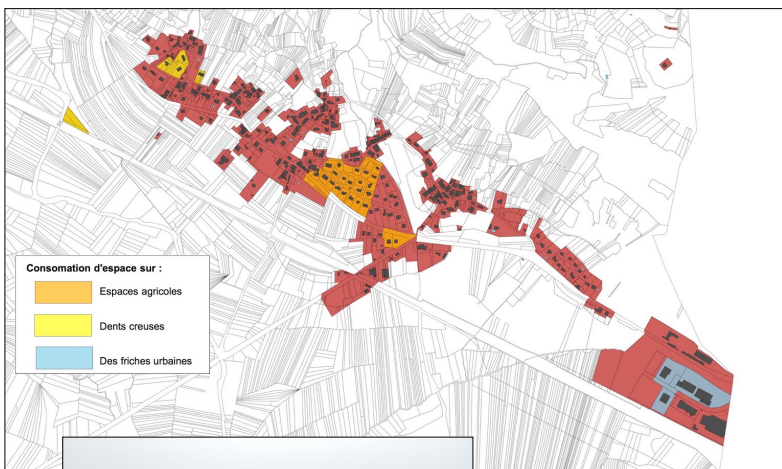 Consomation d'espace sur :
Espaces agricoles
Dents creuses
Des friches urbaines